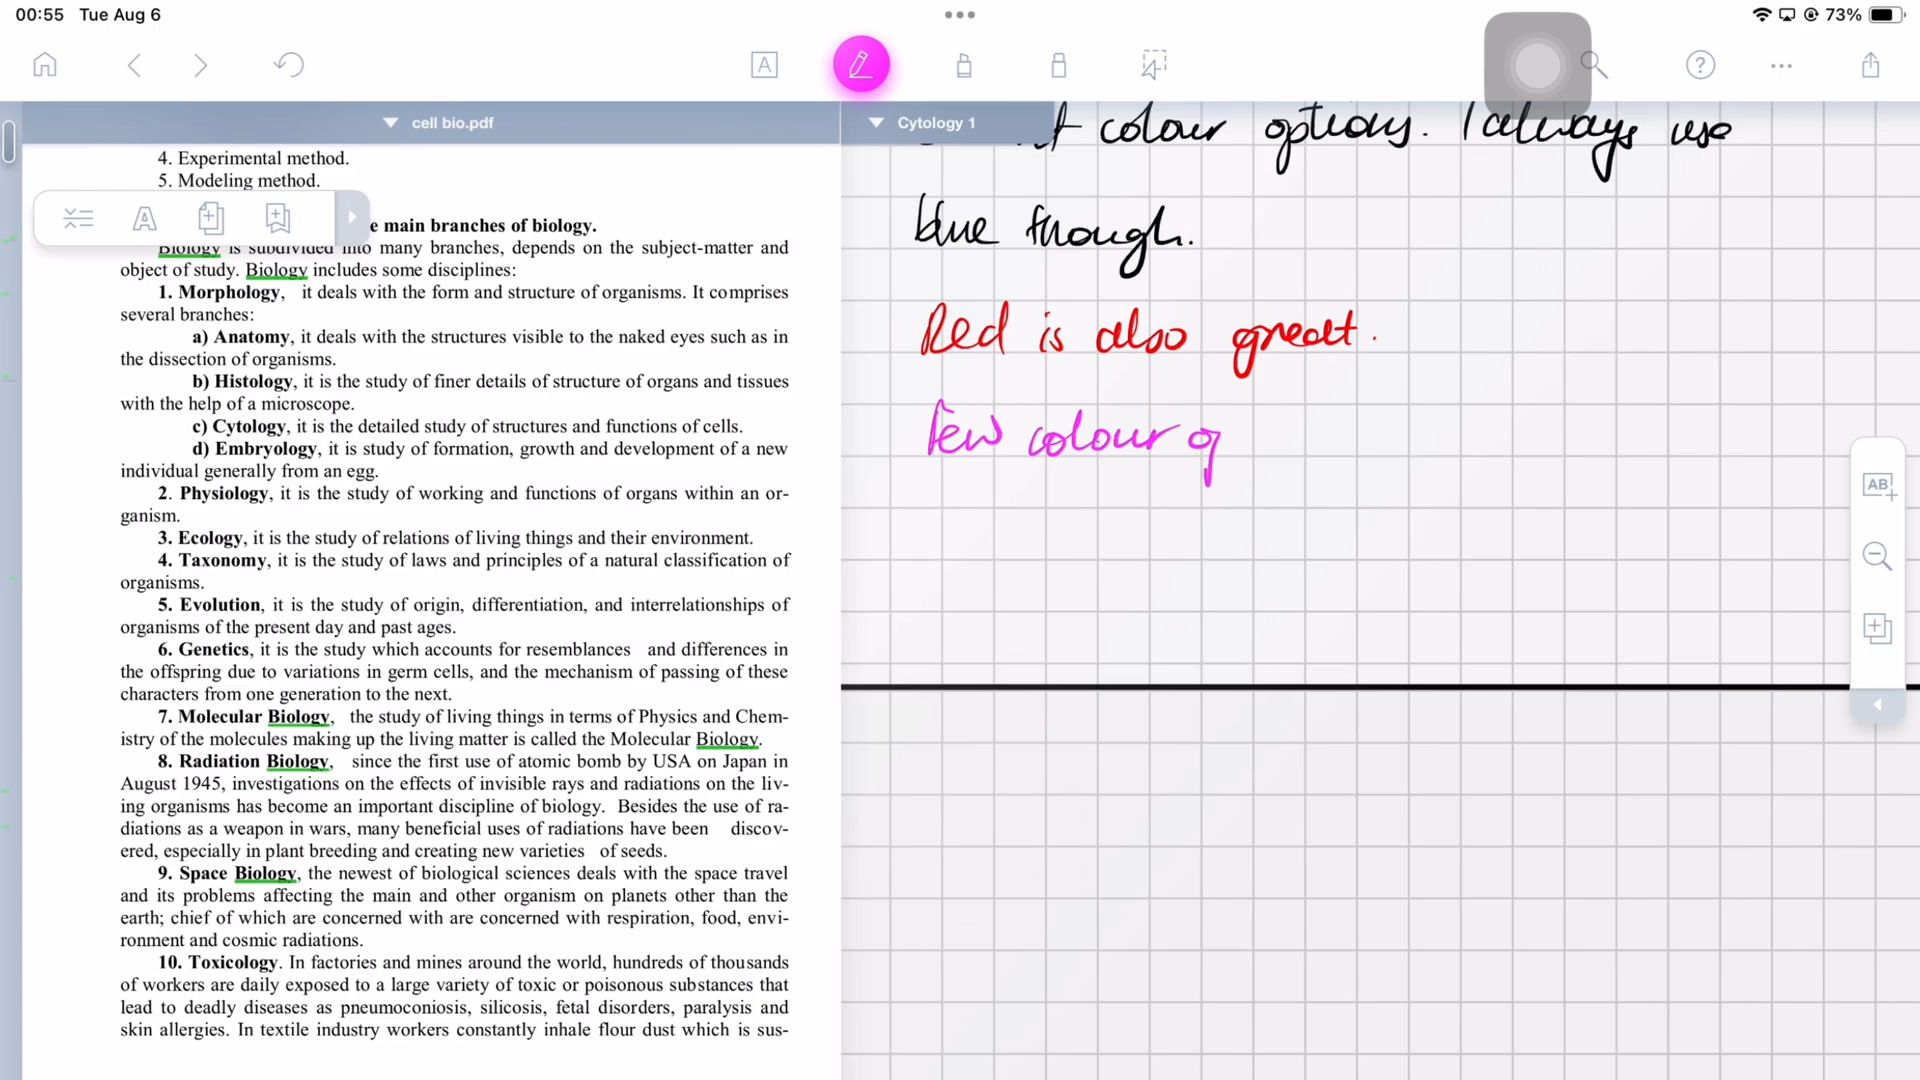 00:55 Tue Aug 6
73%
A
?
cell bio.pdf
4. Experimental method.
5. Modeling method.
A
e main branches of biology.
Biology is subdivided into many branches, depends on the subject-matter and
object of study. Biology includes some disciplines:
1. Morphology, it deals with the form and structure of organisms. It comprises
several branches:
a) Anatomy, it deals with the structures visible to the naked eyes such as in
the dissection of organisms.
b) Histology, it is the study of finer details of structure of organs and tissues
with the help of a microscope.
c) Cytology, it is the detailed study of structures and functions of cells.
d) Embryology, it is study of formation, growth and development of a new
individual generally from an egg.
2. Physiology, it is the study of working and functions of organs within an or-
ganism.
3. Ecology, it is the study of relations of living things and their environment.
4. Taxonomy, it is the study of laws and principles of a natural classification of
organisms.
5. Evolution, it is the study of origin, differentiation, and interrelationships of
organisms of the present day and past ages.
6. Genetics, it is the study which accounts for resemblances and differences in
the offspring due to variations in germ cells, and the mechanism of passing of these
characters from one generation to the next.
7. Molecular Biology, the study of living things in terms of Physics and Chem-
istry of the molecules making up the living matter is called the Molecular Biology.
8. Radiation Biology, since the first use of atomic bomb by USA on Japan in
August 1945, investigations on the effects of invisible rays and radiations on the liv-
ing organisms has become an important discipline of biology. Besides the use of ra-
diations as a weapon in wars, many beneficial uses of radiations have been discov-
ered, especially in plant breeding and creating new varieties of seeds.
9. Space Biology, the newest of biological sciences deals with the space travel
and its problems affecting the main and other organism on planets other than the
earth; chief of which are concerned with are concerned with respiration, food, envi-
ronment and cosmic radiations.
10. Toxicology. In factories and mines around the world, hundreds of thousands
of workers are daily exposed to a large variety of toxic or poisonous substances that
lead to deadly diseases as pneumoconiosis, silicosis, fetal disorders, paralysis and
skin allergies. In textile industry workers constantly inhale flour dust which is sus-
Cytology 1
colour options. I always use
blue though.
Red is also great.
Few colour op
AB